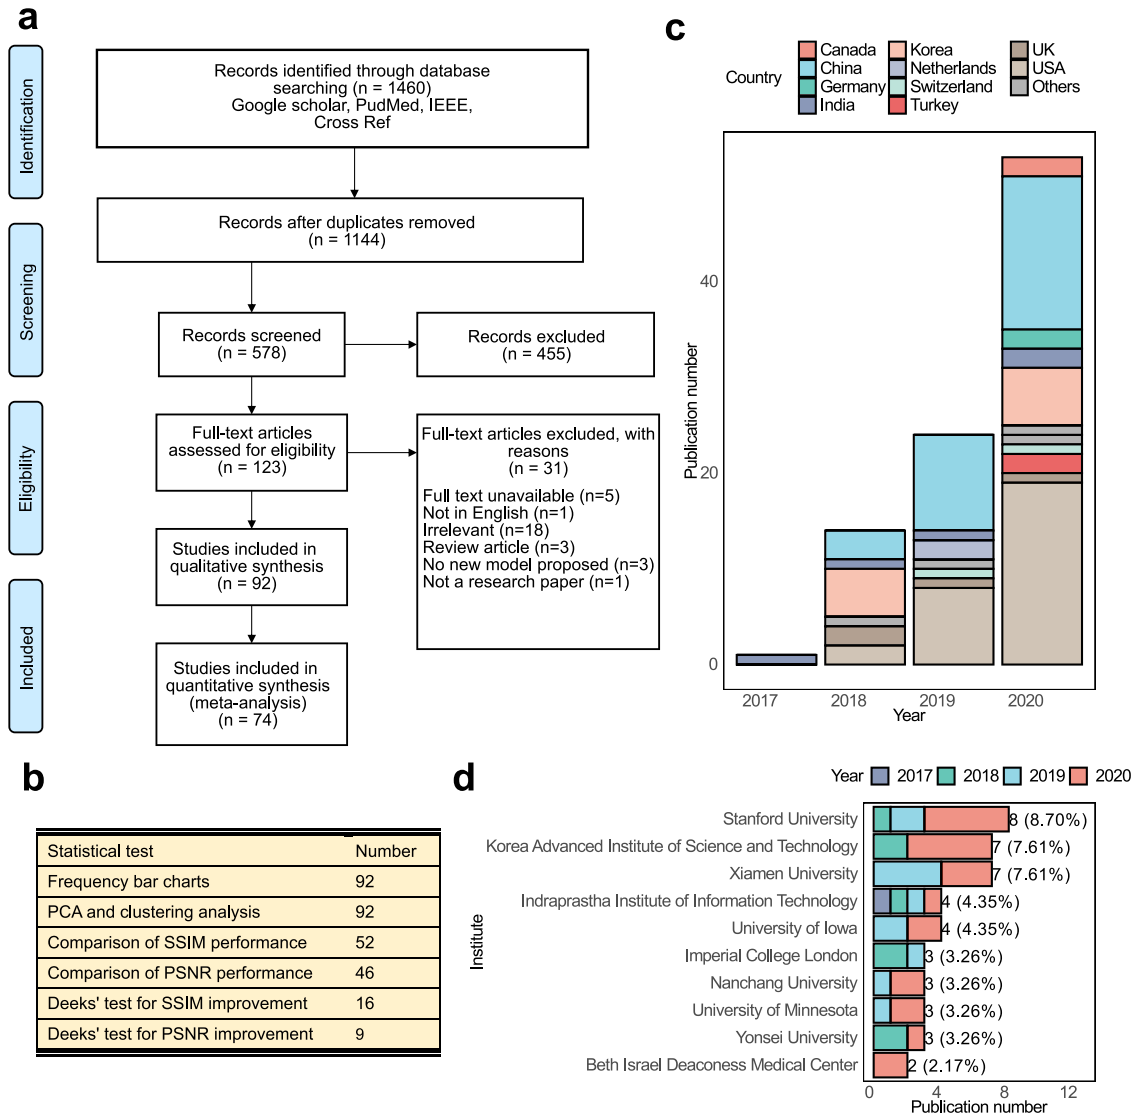 a
Identification
Screening
Eligibility
Included
Records identified through database
searching (n = 1460)
Google scholar, PudMed, IEEE,
Cross Ref
Records after duplicates removed
(n = 1144)
Records screened
(n = 578)
Records excluded
(n = 455)
Full-text articles
assessed for eligibility
(n = 123)
Full-text articles excluded, with
reasons
(n = 31)
Full text unavailable (n=5)
Not in English (n=1)
Irrelevant (n=18)
Review article (n=3)
No new model proposed (n=3)
Not a research paper (n=1)
Studies included in
qualitative synthesis
(n = 92)
Studies included in
quantitative synthesis
(meta-analysis)
(n = 74)
b
Statistical test Number
Frequency bar charts 92
PCA and clustering analysis 92
Comparison of SSIM performance 52
Comparison of PSNR performance 46
Deeks' test for SSIM improvement 16
Deeks' test for PSNR improvement 9
c
Country
Canada
China
Germany
India
Korea
Netherlands
Switzerland
Turkey
UK
USA
Others
Publication number
40
20
0
2017 2018 2019 2020
Year
d
Year 2017 2018 2019 2020
Institute
Stanford University 8 (8.70%)
Korea Advanced Institute of Science and Technology 7 (7.61%)
Xiamen University 7 (7.61%)
Indraprastha Institute of Information Technology 4 (4.35%)
University of Iowa 4 (4.35%)
Imperial College London 3 (3.26%)
Nanchang University 3 (3.26%)
University of Minnesota 3 (3.26%)
Yonsei University 3 (3.26%)
Beth Israel Deaconess Medical Center 2 (2.17%)
0 4 8 12
Publication number